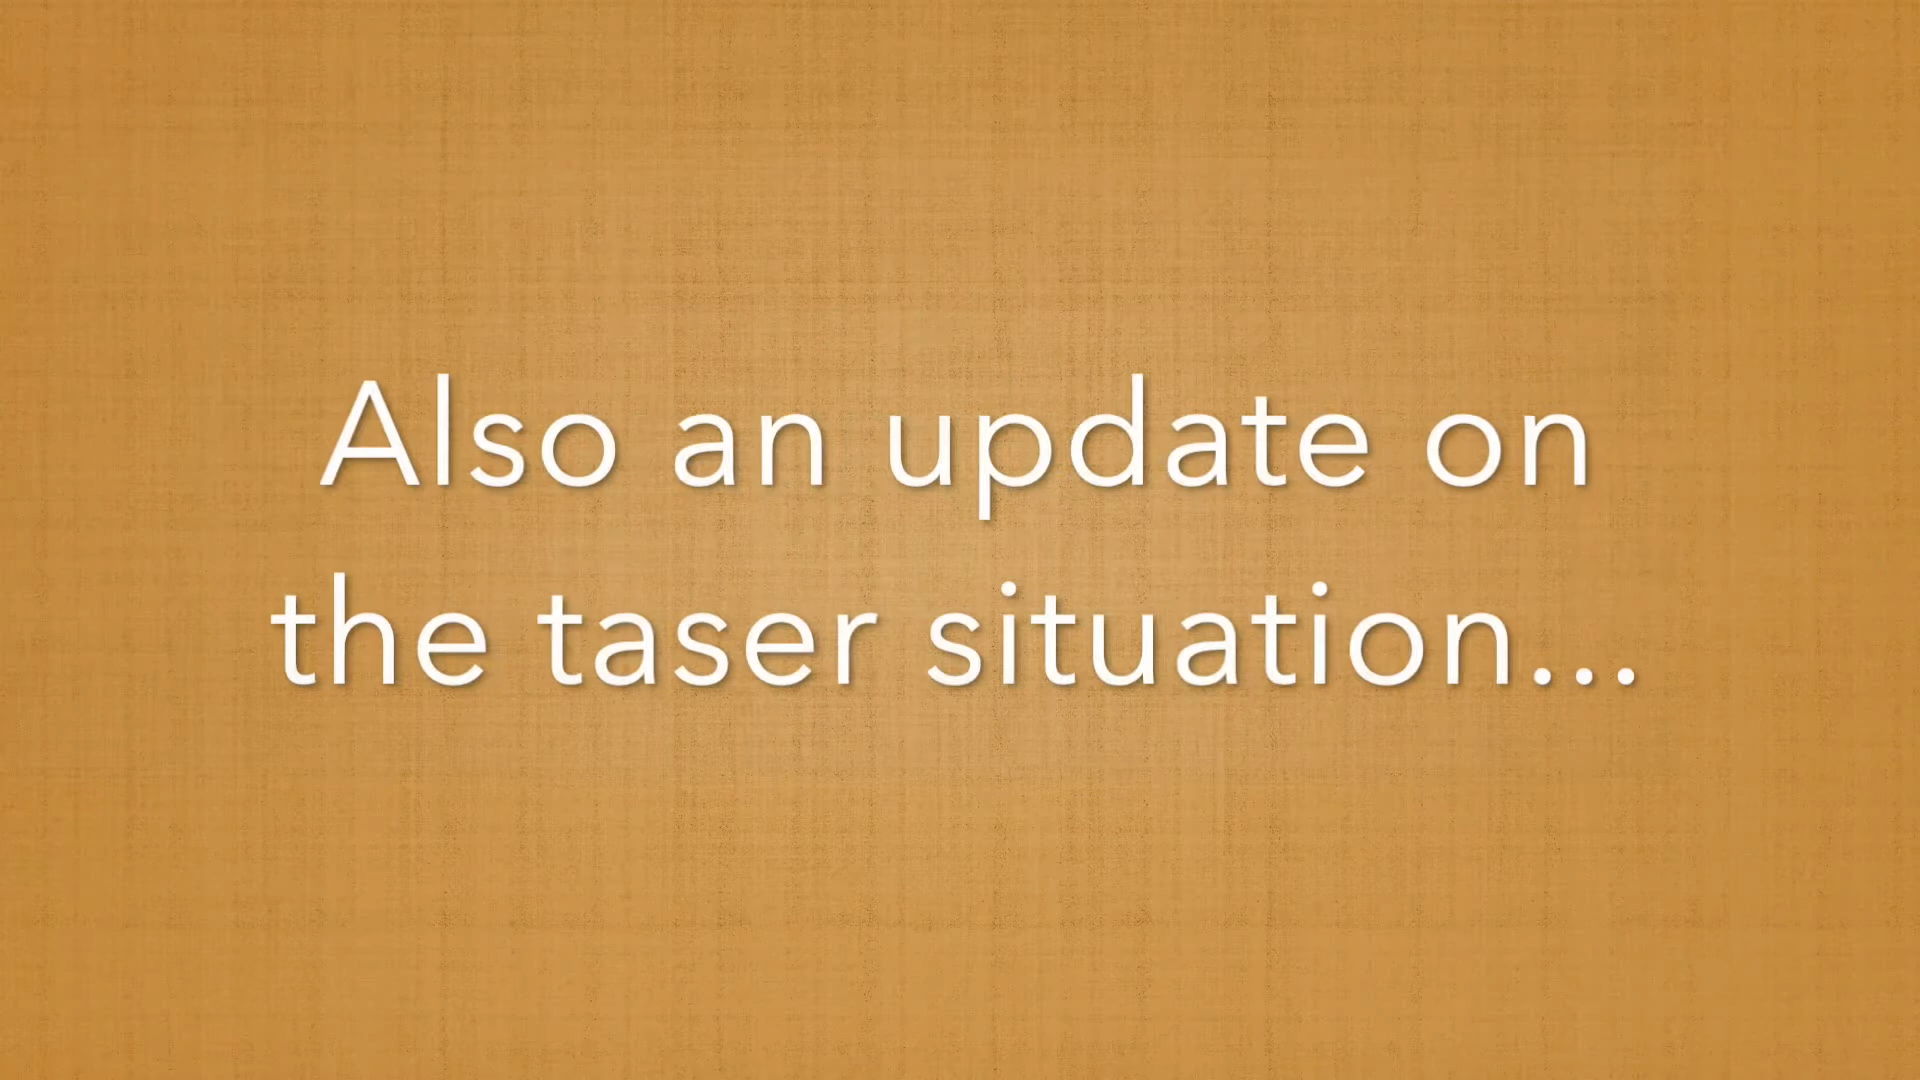 Also an update on
the taser situation...